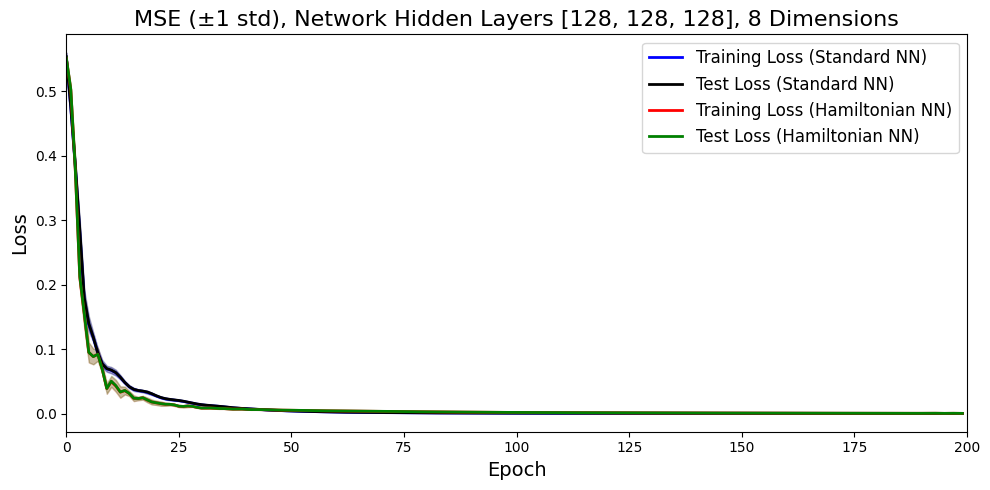 MSE (±1 std), Network Hidden Layers [128, 128, 128], 8 Dimensions
Training Loss (Standard NN)
Test Loss (Standard NN)
Training Loss (Hamiltonian NN)
Test Loss (Hamiltonian NN)
Loss
0.5
0.4
0.3
0.2
0.1
0.0
0 25 50 75 100 125 150 175 200
Epoch